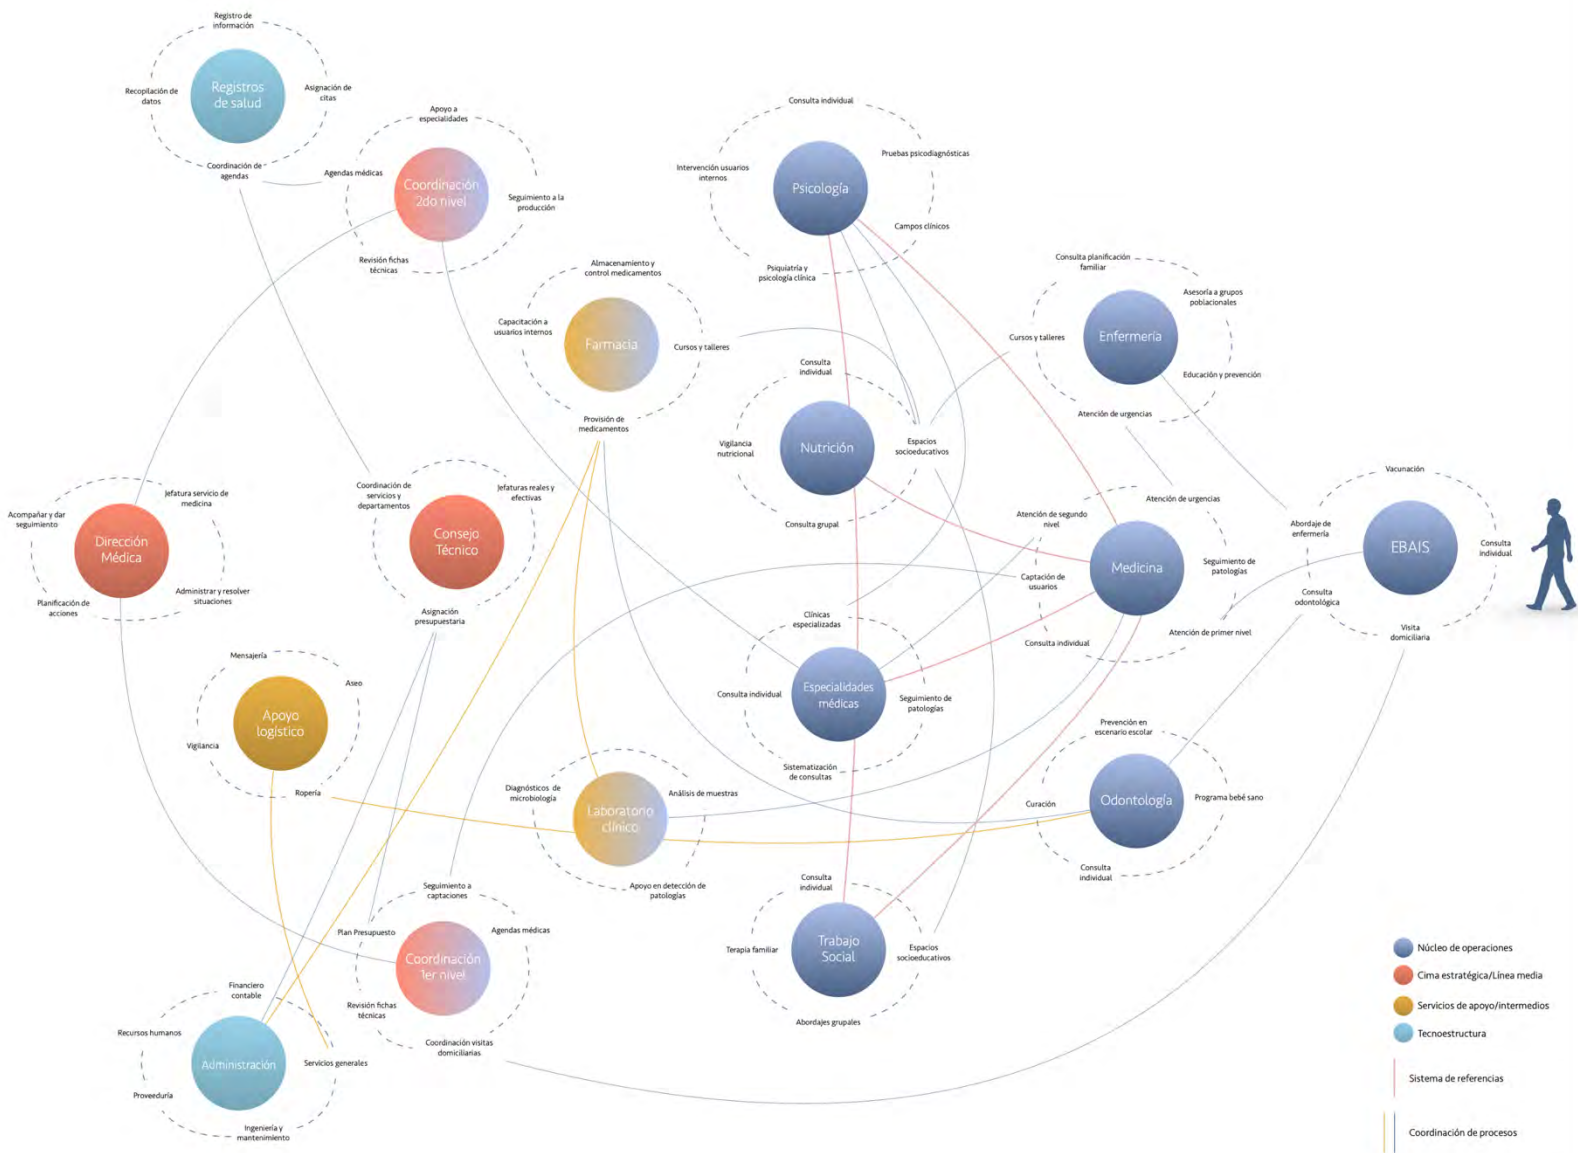 Registro de
información
Recopilación de
datos
Registros
de salud
Asignación de
citas
Coordinación de
agendas
Apoyo a
especialidades
Agendas médicas
Coordinación
2do nivel
Seguimiento a la
producción
Revisión fichas
técnicas
Consulta individual
Pruebas psicodiagnósticas
Intervención usuarios
internos
Psicología
Campos clínicos
Psiquiatría y
psicología clínica
Almacenamiento y
control medicamentos
Capacitación a
usuarios internos
Farmacia
Cursos y talleres
Provisión de
medicamentos
Consulta planificación
familiar
Asesoría a grupos
poblacionales
Cursos y talleres
Enfermería
Educación y prevención
Atención de urgencias
Consulta
individual
Vigilancia
nutricional
Nutrición
Espacios
socioeducativos
Consulta grupal
Jefatura servicio de
medicina
Acompañar y dar
seguimiento
Dirección
Médica
Administrar y resolver
situaciones
Planificación de
acciones
Coordinación de
servicios y
departamentos
Jefaturas reales y
efectivas
Consejo
Técnico
Asignación
presupuestaria
Atención de urgencias
Atención de segundo
nivel
Medicina
Seguimiento de
patologías
Captación de
usuarios
Consulta individual
Atención de primer nivel
Vacunación
Abordaje de
enfermería
EBAIS
Consulta
individual
Consulta
odontológica
Visita
domiciliaria
Mensajería
Aseo
Apoyo
logístico
Vigilancia
Ropería
Clínicas
especializadas
Consulta individual
Especialidades
médicas
Seguimiento de
patologías
Sistematización
de consultas
Diagnósticos de
microbiología
Análisis de muestras
Laboratorio
clínico
Apoyo en detección de
patologías
Prevención en
escenario escolar
Curación
Odontología
Programa bebé sano
Consulta
individual
Seguimiento a
captaciones
Plan Presupuesto
Agendas médicas
Coordinación
1er nivel
Revisión fichas
técnicas
Coordinación visitas
domiciliarias
Consulta
individual
Terapia familiar
Trabajo
Social
Espacios
socioeducativos
Abordajes grupales
Financiero
contable
Recursos humanos
Administración
Servicios generales
Proveeduría
Ingeniería y
mantenimiento
Núcleo de operaciones
Cima estratégica/Línea media
Servicios de apoyo/intermedios
Tecnoestructura
Sistema de referencias
Coordinación de procesos